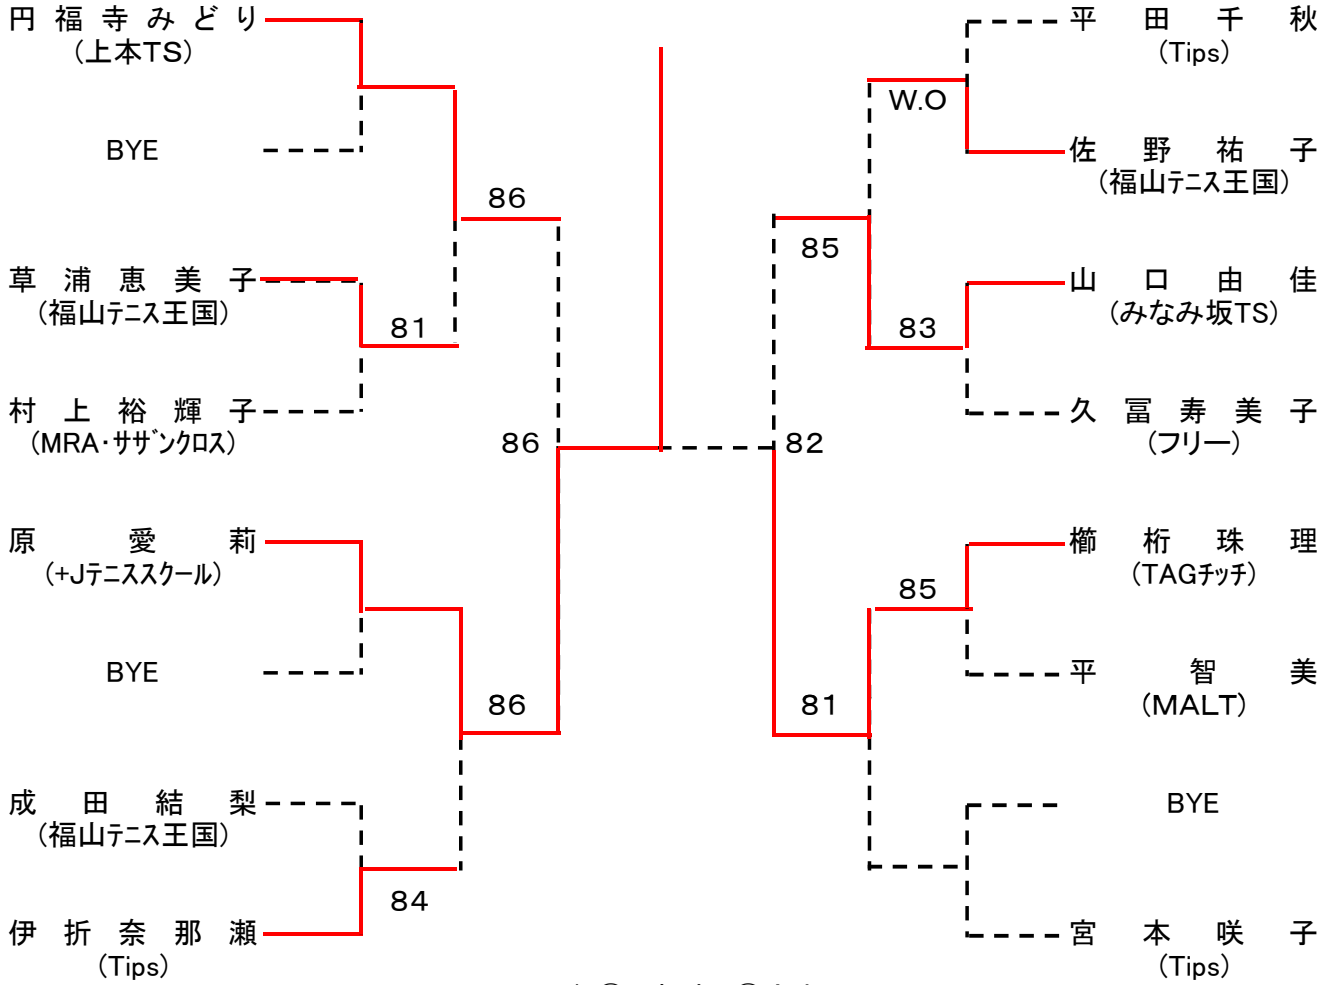 円福寺みどり
(上本TS)
BYE
草浦恵美子
(福山テニス王国)
村上裕輝子
(MRA・サザンクロス)
原愛莉
(+Jテニススクール)
BYE
成田結梨
(福山テニス王国)
伊折奈那瀬
(Tips)
86
81
86
86
84
W.O
85
83
82
85
81
平田千秋
(Tips)
佐野祐子
(福山テニス王国)
山口由佳
(みなみ坂TS)
久冨寿美子
(フリー)
櫛桁珠理
(TAGチッチ)
平智美
(MALT)
BYE
宮本咲子
(Tips)